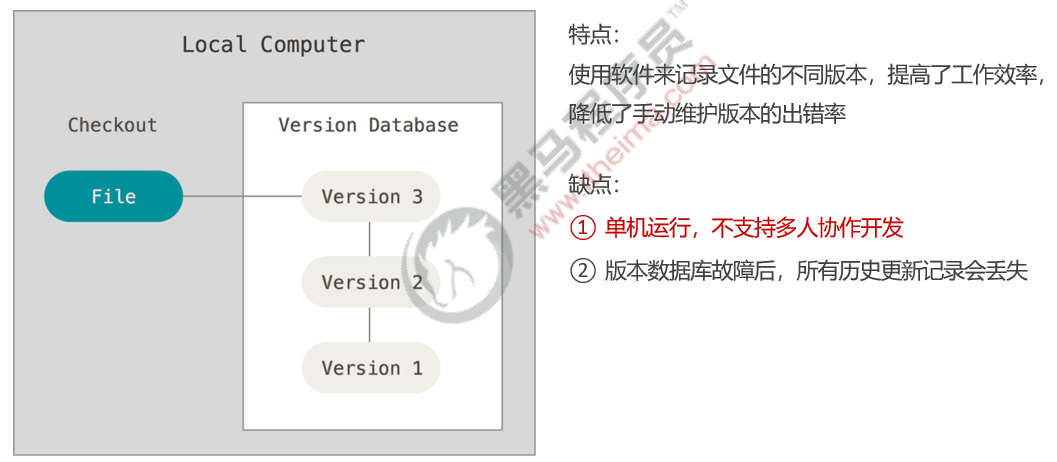 Local Computer
Checkout
Version Database
File
Version 3
Version 2
Version 1
特点：
使用软件来记录文件的不同版本，提高了工作效率，
降低了手动维护版本的出错率
缺点：
① 单机运行，不支持多人协作开发
② 版本数据库故障后，所有历史更新记录会丢失
黑马程序员™
www.itheima.com